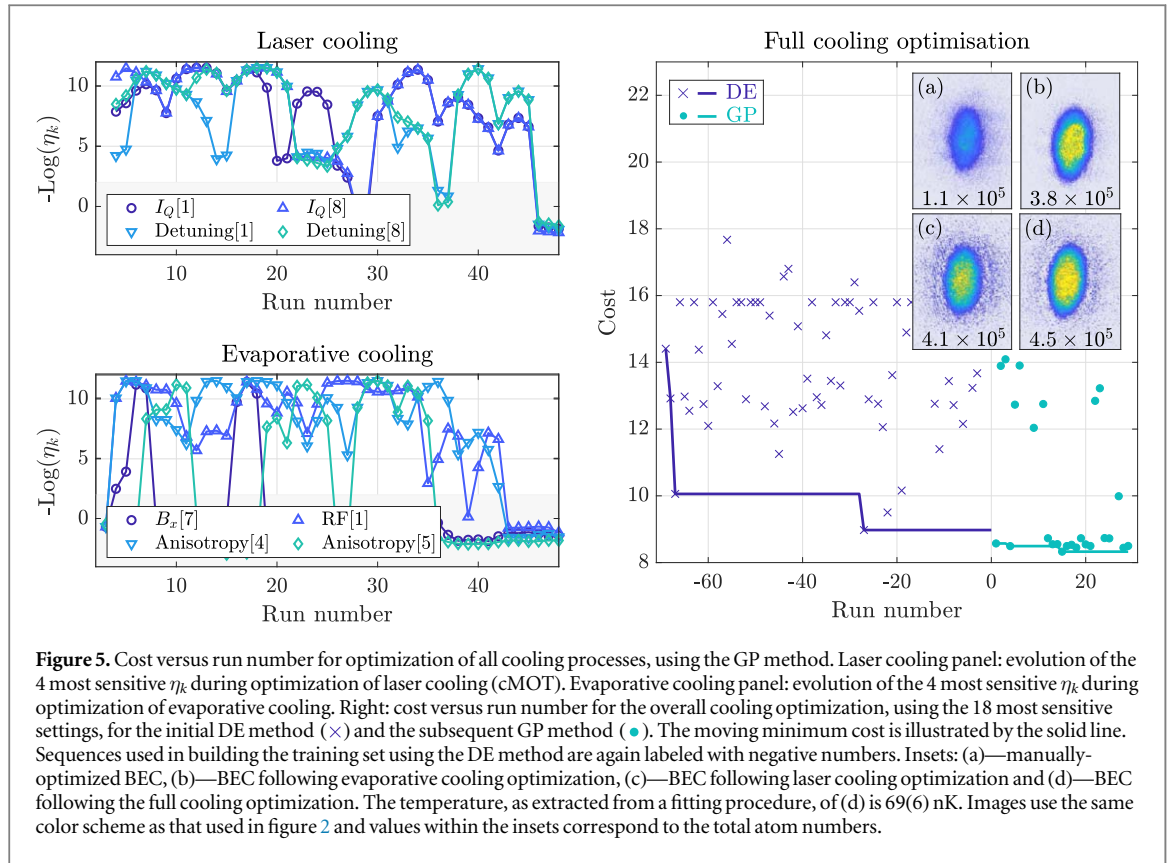 Laser cooling
10
5
0
-Log(ηk)
IQ[1]
IQ[8]
Detuning[1]
Detuning[8]
10 20 30 40
Run number
Evaporative cooling
10
5
0
-Log(ηk)
Bx[7]
RF[1]
Anisotropy[4]
Anisotropy[5]
10 20 30 40
Run number
Full cooling optimisation
22
20
18
16
14
12
10
8
Cost
DE
GP
(a)
1.1 × 10^5
(b)
3.8 × 10^5
(c)
4.1 × 10^5
(d)
4.5 × 10^5
-60 -40 -20 0 20
Run number
Figure 5. Cost versus run number for optimization of all cooling processes, using the GP method. Laser cooling panel: evolution of the
4 most sensitive ηk during optimization of laser cooling (cMOT). Evaporative cooling panel: evolution of the 4 most sensitive ηk during
optimization of evaporative cooling. Right: cost versus run number for the overall cooling optimization, using the 18 most sensitive
settings, for the initial DE method (×) and the subsequent GP method (●). The moving minimum cost is illustrated by the solid line.
Sequences used in building the training set using the DE method are again labeled with negative numbers. Insets: (a)—manually-
optimized BEC, (b)—BEC following evaporative cooling optimization, (c)—BEC following laser cooling optimization and (d)—BEC
following the full cooling optimization. The temperature, as extracted from a fitting procedure, of (d) is 69(6) nK. Images use the same
color scheme as that used in figure 2 and values within the insets correspond to the total atom numbers.